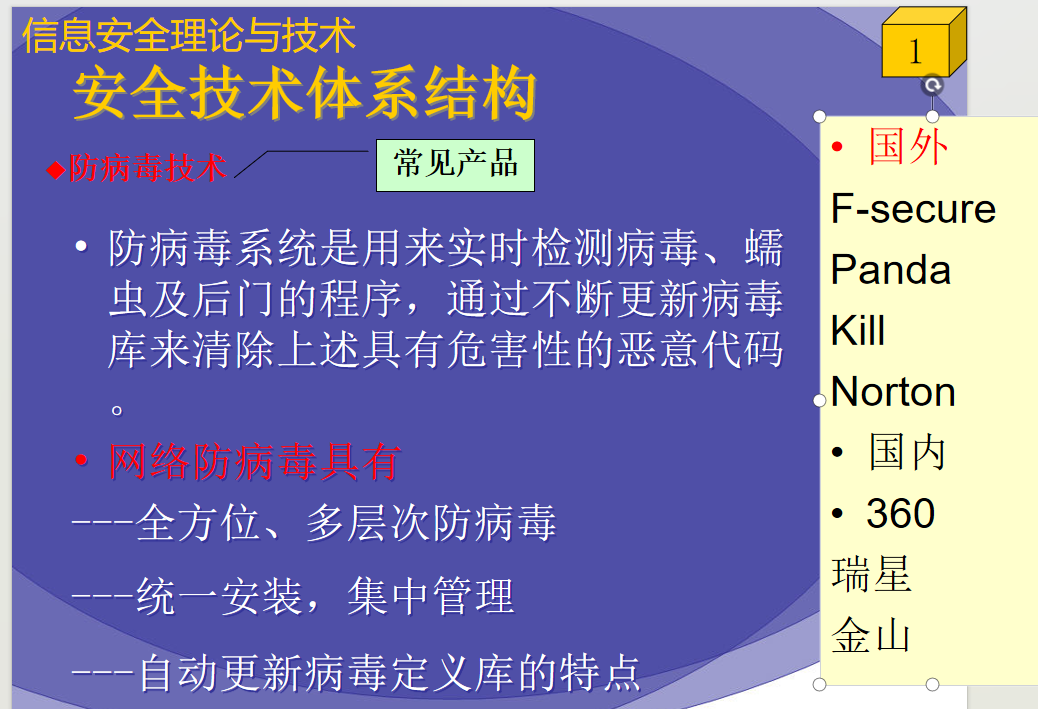 信息安全理论与技术
1
安全技术体系结构
◆防病毒技术
常见产品
• 防病毒系统是用来实时检测病毒、蠕
虫及后门的程序，通过不断更新病毒
库来清除上述具有危害性的恶意代码
。
• 网络防病毒具有
---全方位、多层次防病毒
---统一安装，集中管理
---自动更新病毒定义库的特点
• 国外
F-secure
Panda
Kill
Norton
• 国内
• 360
瑞星
金山